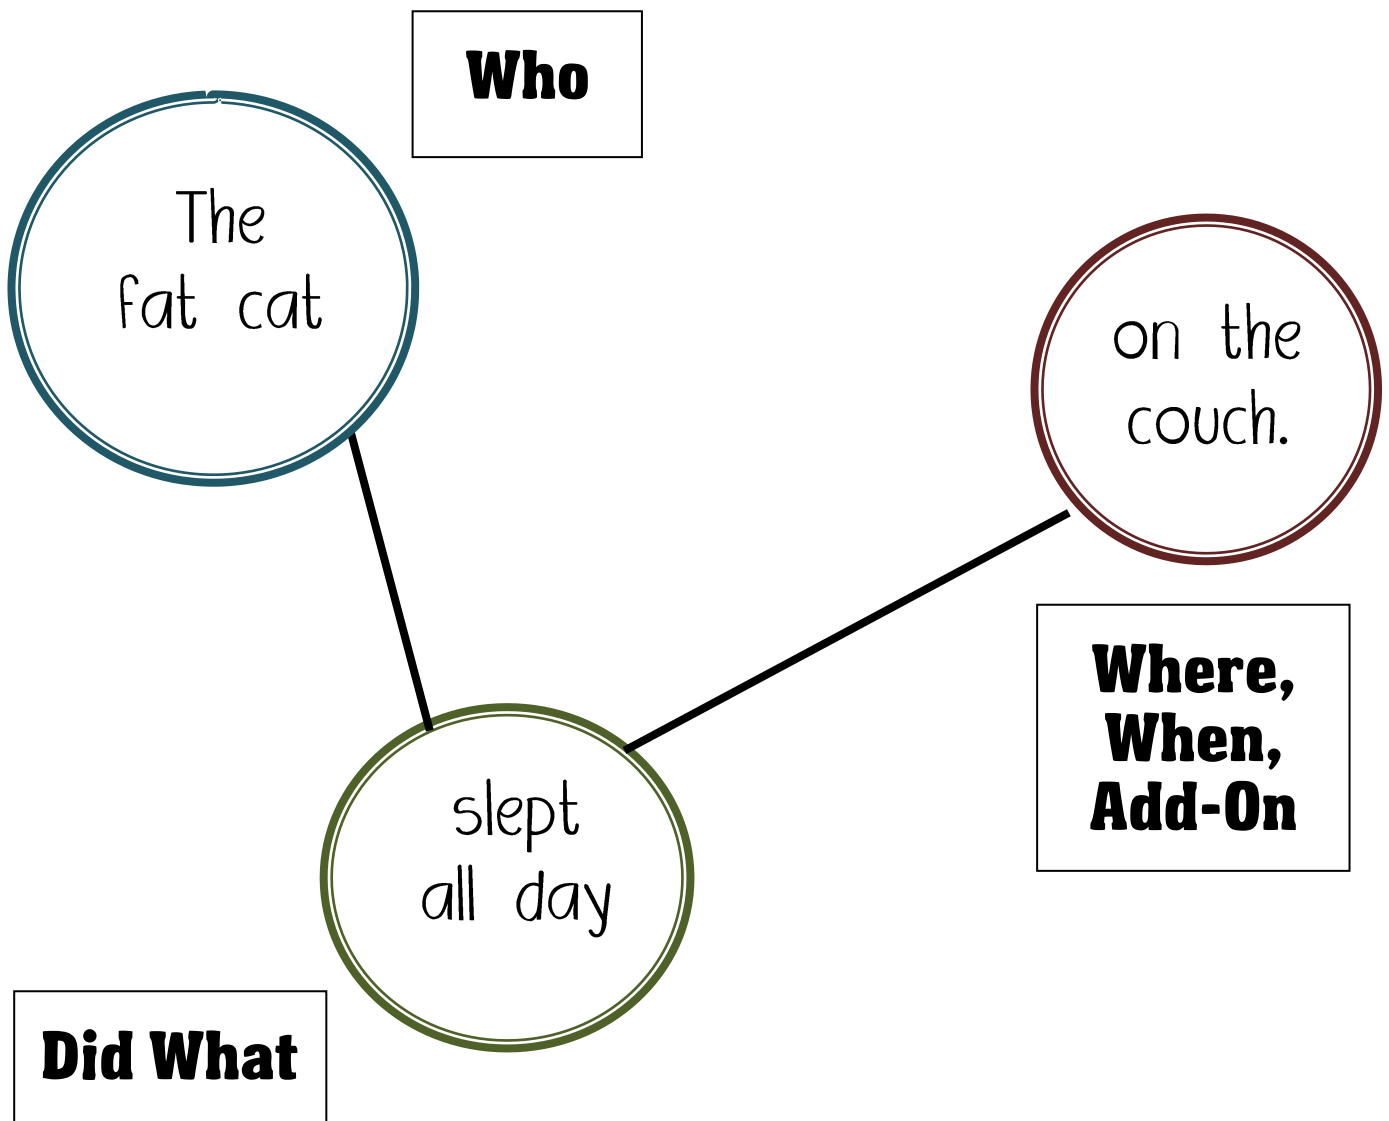 Who
The
fat cat
on the
couch.
Where,
When,
Add-On
slept
all day
Did What